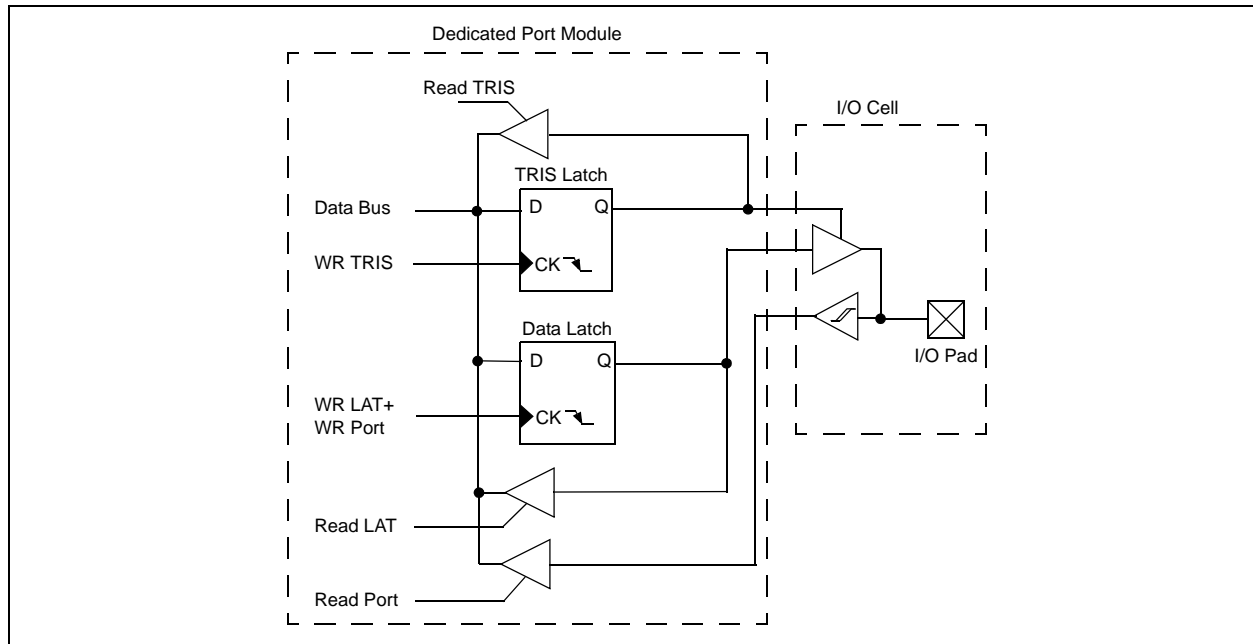 Dedicated Port Module
Read TRIS
I/O Cell
TRIS Latch
Data Bus
D
Q
WR TRIS
CK
Data Latch
D
Q
I/O Pad
WR LAT+
WR Port
CK
Read LAT
Read Port